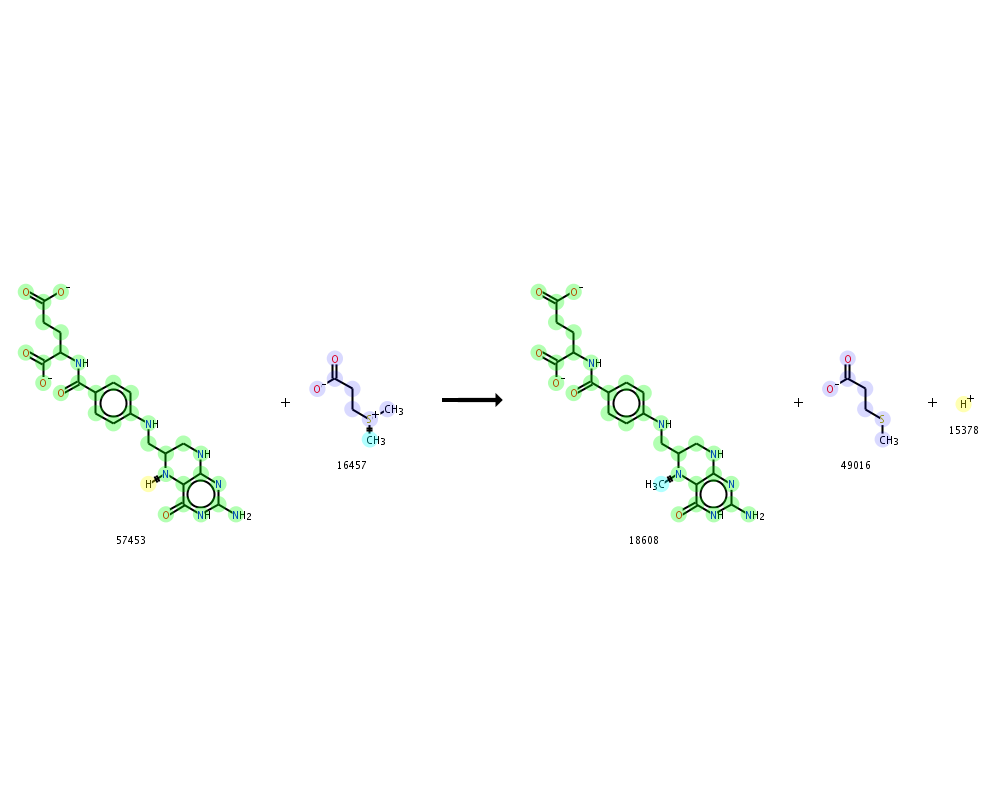 O O⁻
O NH
O⁻ O
NH
NH
H N N
O NH NH₂
57453
+
O
O⁻
S⁺ CH₃
CH₃
16457
O O⁻
O NH
O⁻ O
NH
NH
H₃C N N
O NH NH₂
18608
+
O
O⁻
S
CH₃
49016
+
H⁺
15378